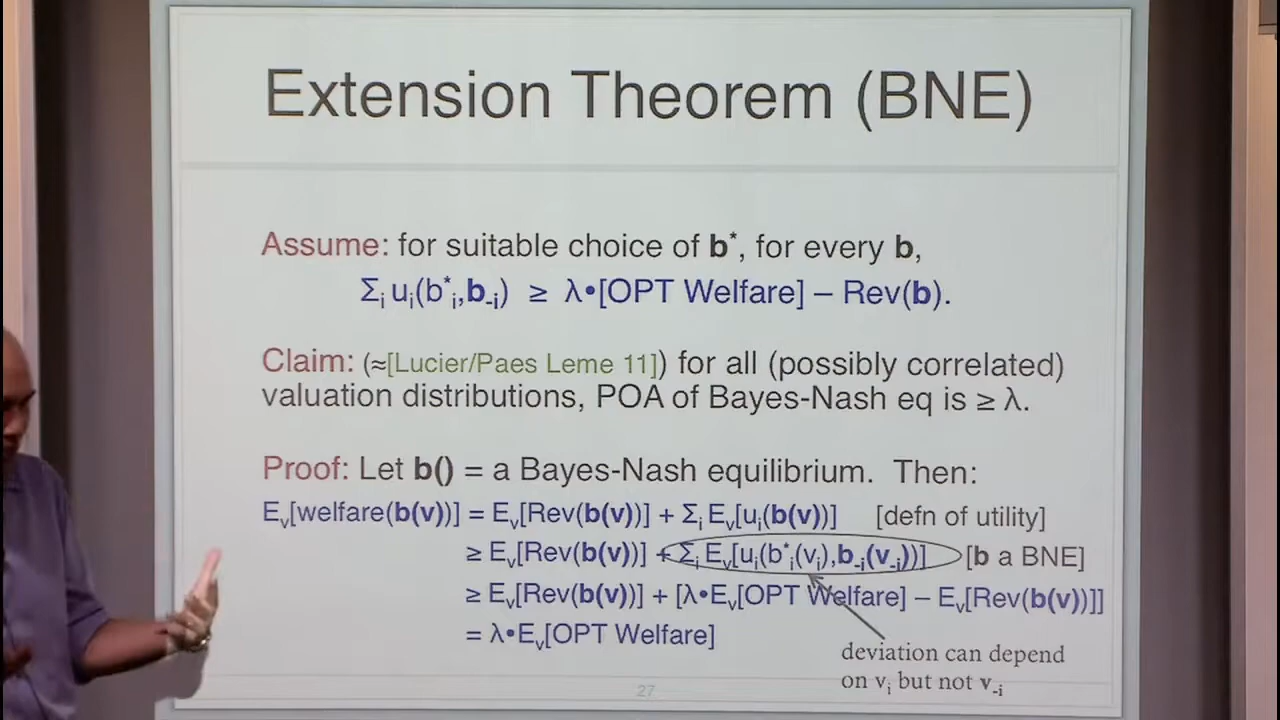 Extension Theorem (BNE)
Assume: for suitable choice of b*, for every b,
Σi ui(b*i,b-i) ≥ λ•[OPT Welfare] – Rev(b).
Claim: (≈[Lucier/Paes Leme 11]) for all (possibly correlated)
valuation distributions, POA of Bayes-Nash eq is ≥ λ.
Proof: Let b() = a Bayes-Nash equilibrium. Then:
Ev[welfare(b(v))] = Ev[Rev(b(v))] + Σi Ev[ui(b(v))] [defn of utility]
≥ Ev[Rev(b(v))] + Σi Ev[ui(b*i(vi),b-i(v-i))] [b a BNE]
≥ Ev[Rev(b(v))] + [λ•Ev[OPT Welfare] – Ev[Rev(b(v))]]
= λ•Ev[OPT Welfare]
deviation can depend
on vi but not v-i
27